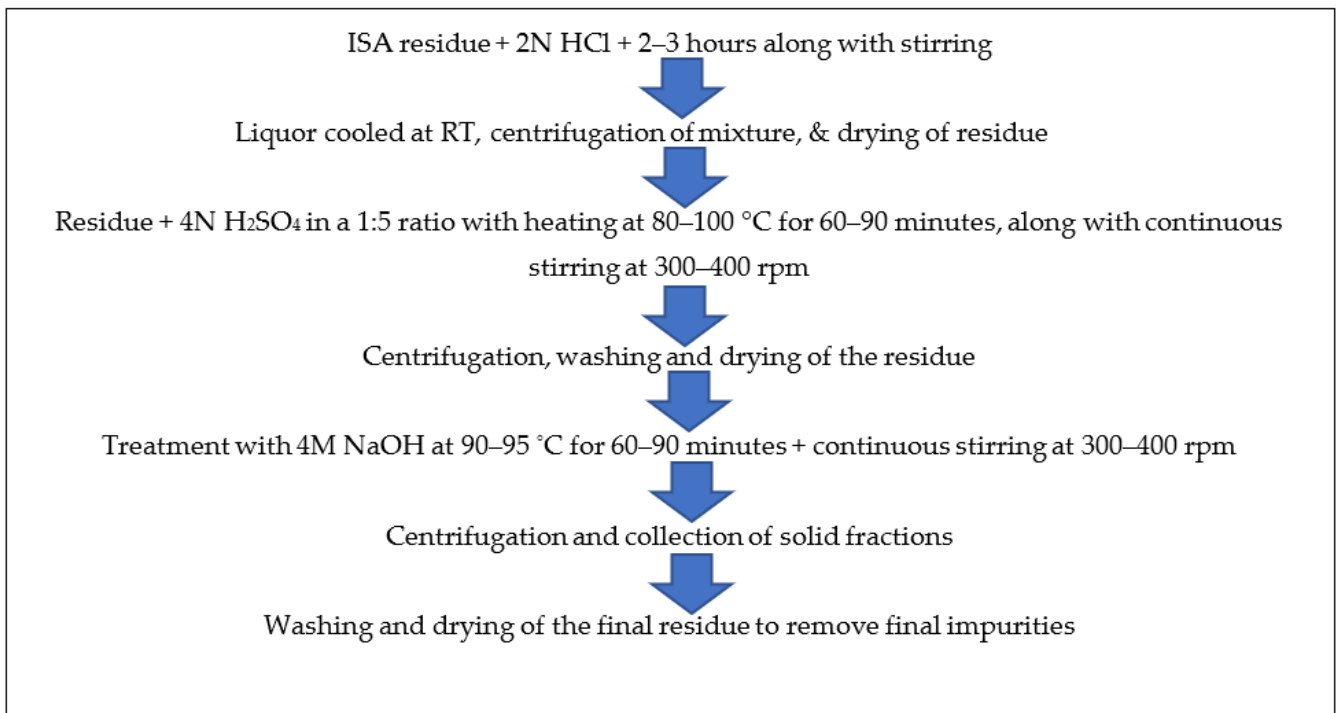 ISA residue + 2N HCl + 2–3 hours along with stirring
Liquor cooled at RT, centrifugation of mixture, & drying of residue
Residue + 4N H2SO4 in a 1:5 ratio with heating at 80–100 °C for 60–90 minutes, along with continuous
stirring at 300–400 rpm
Centrifugation, washing and drying of the residue
Treatment with 4M NaOH at 90–95 °C for 60–90 minutes + continuous stirring at 300–400 rpm
Centrifugation and collection of solid fractions
Washing and drying of the final residue to remove final impurities